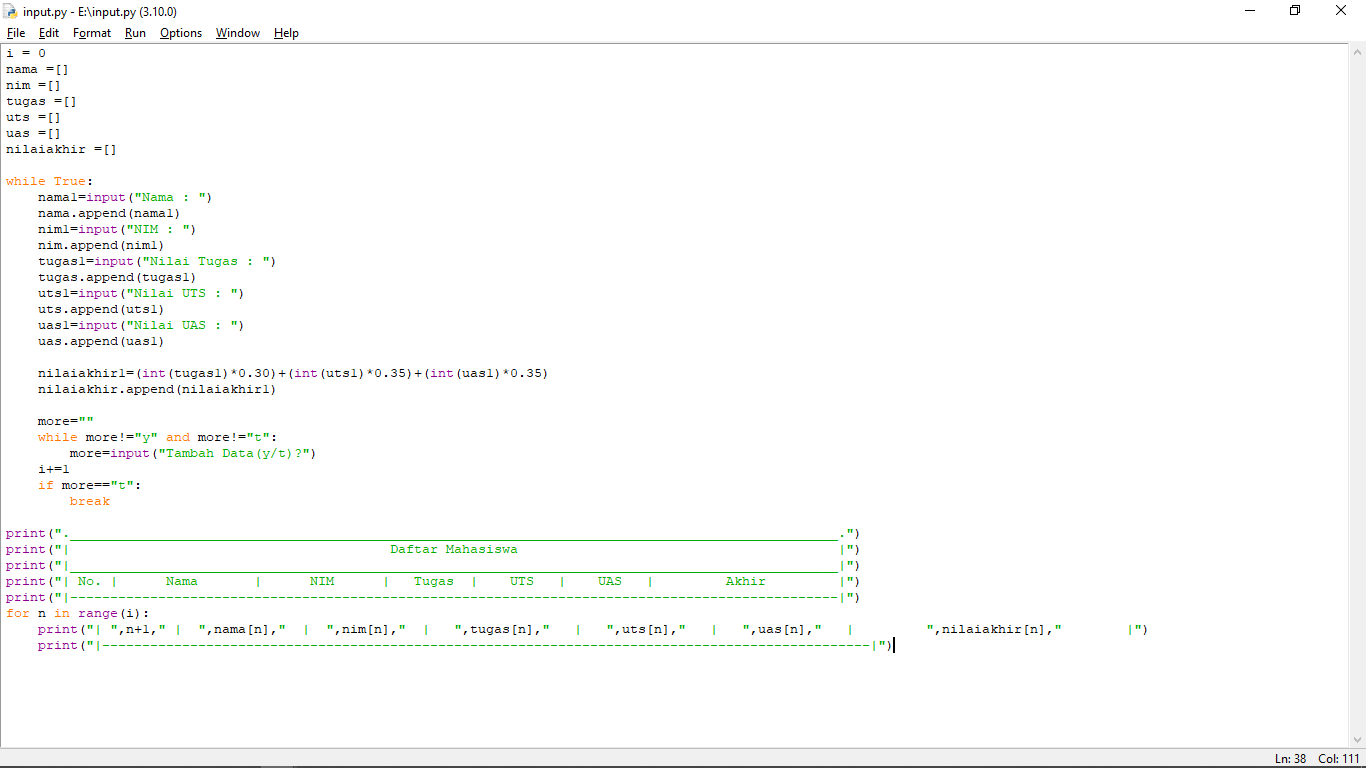 input.py - E:\input.py (3.10.0)
File Edit Format Run Options Window Help
i = 0
nama =[]
nim =[]
tugas =[]
uts =[]
uas =[]
nilaiakhir =[]
while True:
    nama1=input("Nama : ")
    nama.append(nama1)
    nim1=input("NIM : ")
    nim.append(nim1)
    tugas1=input("Nilai Tugas : ")
    tugas.append(tugas1)
    uts1=input("Nilai UTS : ")
    uts.append(uts1)
    uas1=input("Nilai UAS : ")
    uas.append(uas1)
    nilaiakhir1=(int(tugas1)*0.30)+(int(uts1)*0.35)+(int(uas1)*0.35)
    nilaiakhir.append(nilaiakhir1)
    more=""
    while more!="y" and more!="t":
        more=input("Tambah Data(y/t)?")
    i+=1
    if more=="t":
        break
print(".________________________________________________________________________________________________.")
print("|                                        Daftar Mahasiswa                                        |")
print("|________________________________________________________________________________________________|")
print("| No. |      Nama       |      NIM      |   Tugas  |    UTS   |    UAS   |         Akhir         |")
print("|------------------------------------------------------------------------------------------------|")
for n in range(i):
    print("| ",n+1," |  ",nama[n],"  |  ",nim[n],"  |   ",tugas[n],"   |   ",uts[n],"   |   ",uas[n],"   |         ",nilaiakhir[n],"        |")
    print("|------------------------------------------------------------------------------------------------|")
Ln: 38 Col: 111